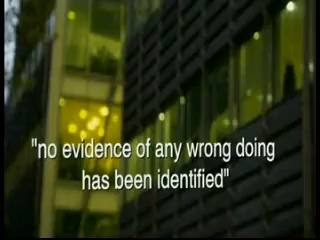 "no evidence of any wrong doing
has been identified"